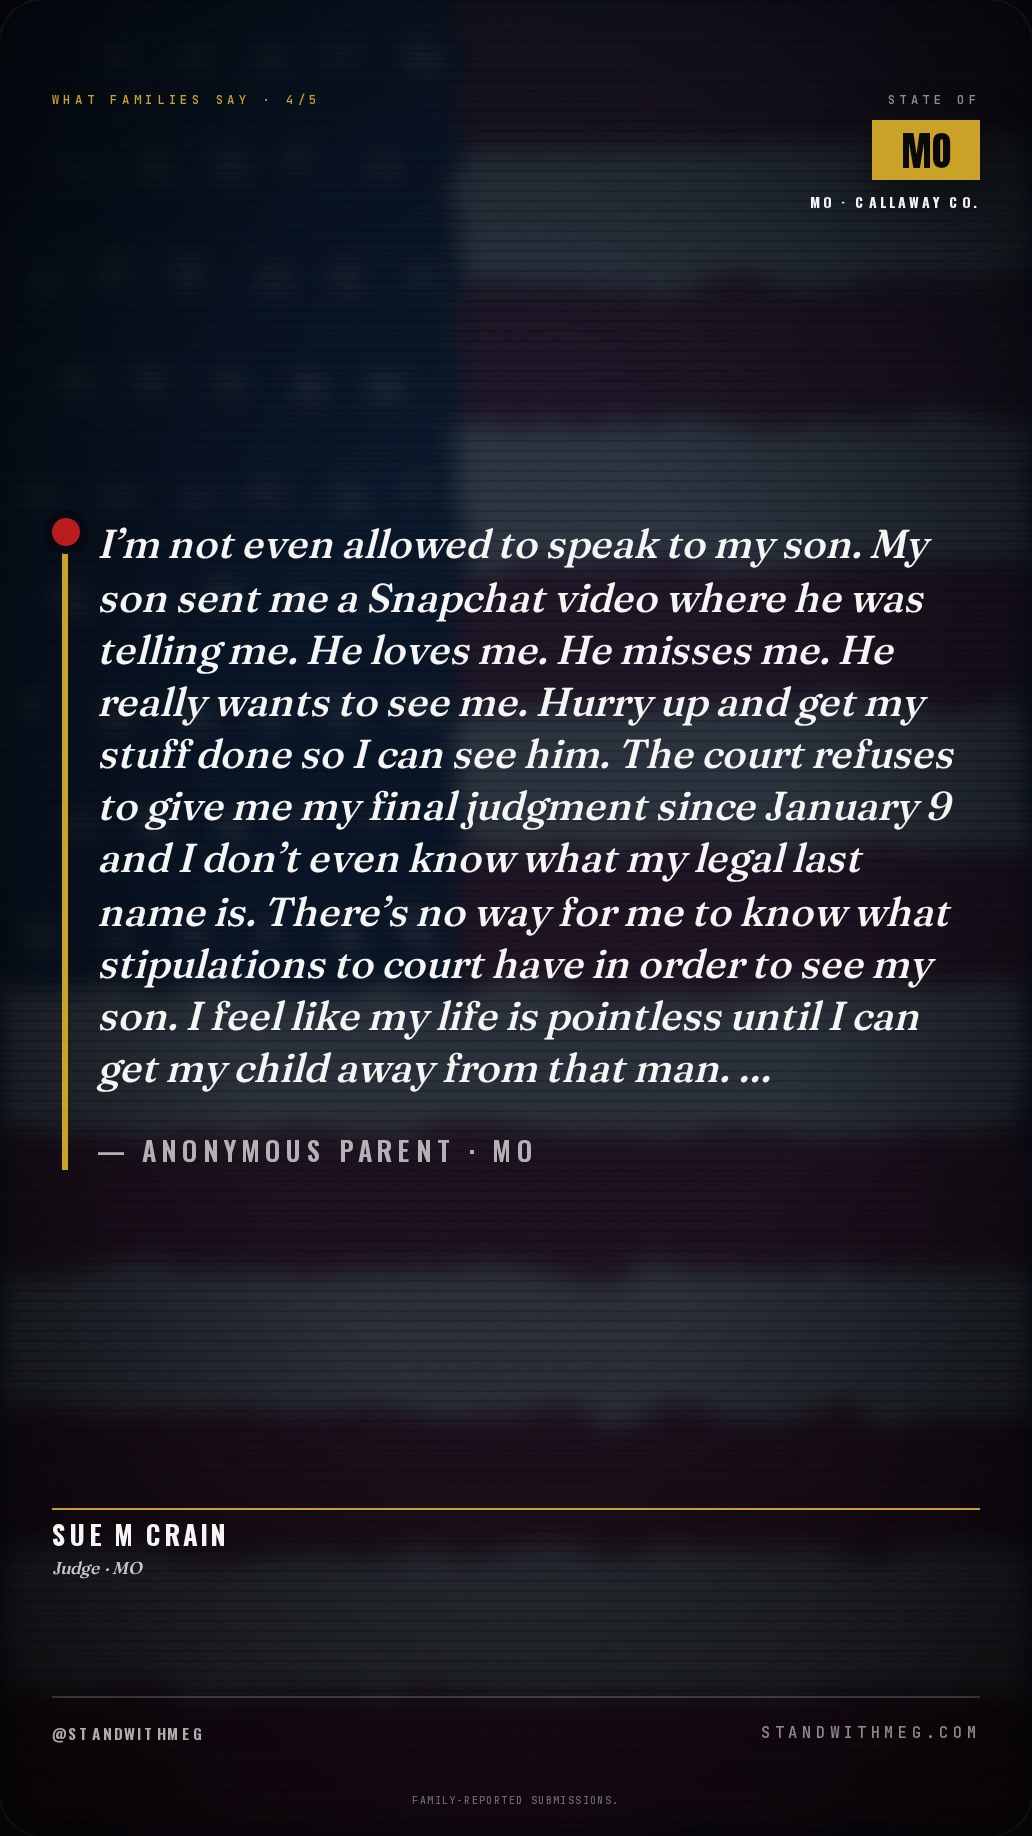 WHAT FAMILIES SAY · 4/5
STATE OF
MO
MO · CALLAWAY CO.
I’m not even allowed to speak to my son. My
son sent me a Snapchat video where he was
telling me. He loves me. He misses me. He
really wants to see me. Hurry up and get my
stuff done so I can see him. The court refuses
to give me my final judgment since January 9
and I don’t even know what my legal last
name is. There’s no way for me to know what
stipulations to court have in order to see my
son. I feel like my life is pointless until I can
get my child away from that man. ...
— ANONYMOUS PARENT · MO
SUE M CRAIN
Judge · MO
@STANDWITHMEG
STANDWITHMEG.COM
FAMILY-REPORTED SUBMISSIONS.